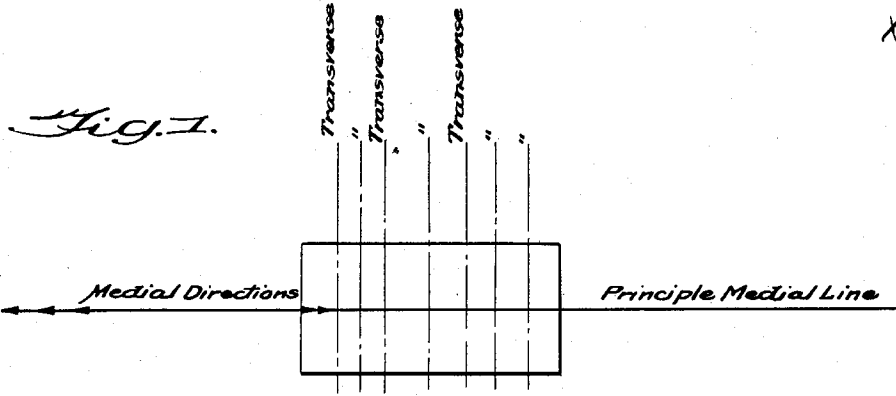 Fig. 1.
Transverse
"
Transverse
"
Transverse
"
"
Medial Directions
Principle Medial Line
X